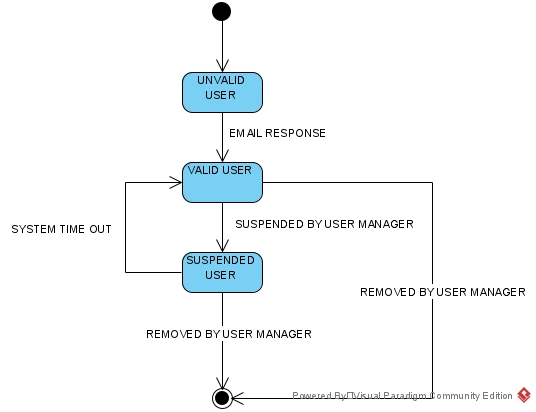 UNVALID
USER
EMAIL RESPONSE
VALID USER
SUSPENDED BY USER MANAGER
SYSTEM TIME OUT
SUSPENDED
USER
REMOVED BY USER MANAGER
REMOVED BY USER MANAGER
Powered By□Visual Paradigm Community Edition